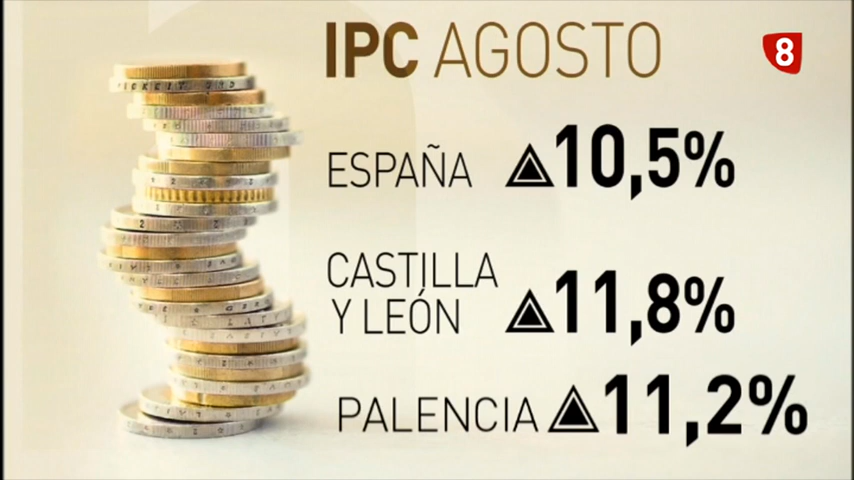 IPC AGOSTO
8
ESPAÑA ▲10,5%
CASTILLA
Y LEÓN ▲11,8%
PALENCIA ▲11,2%